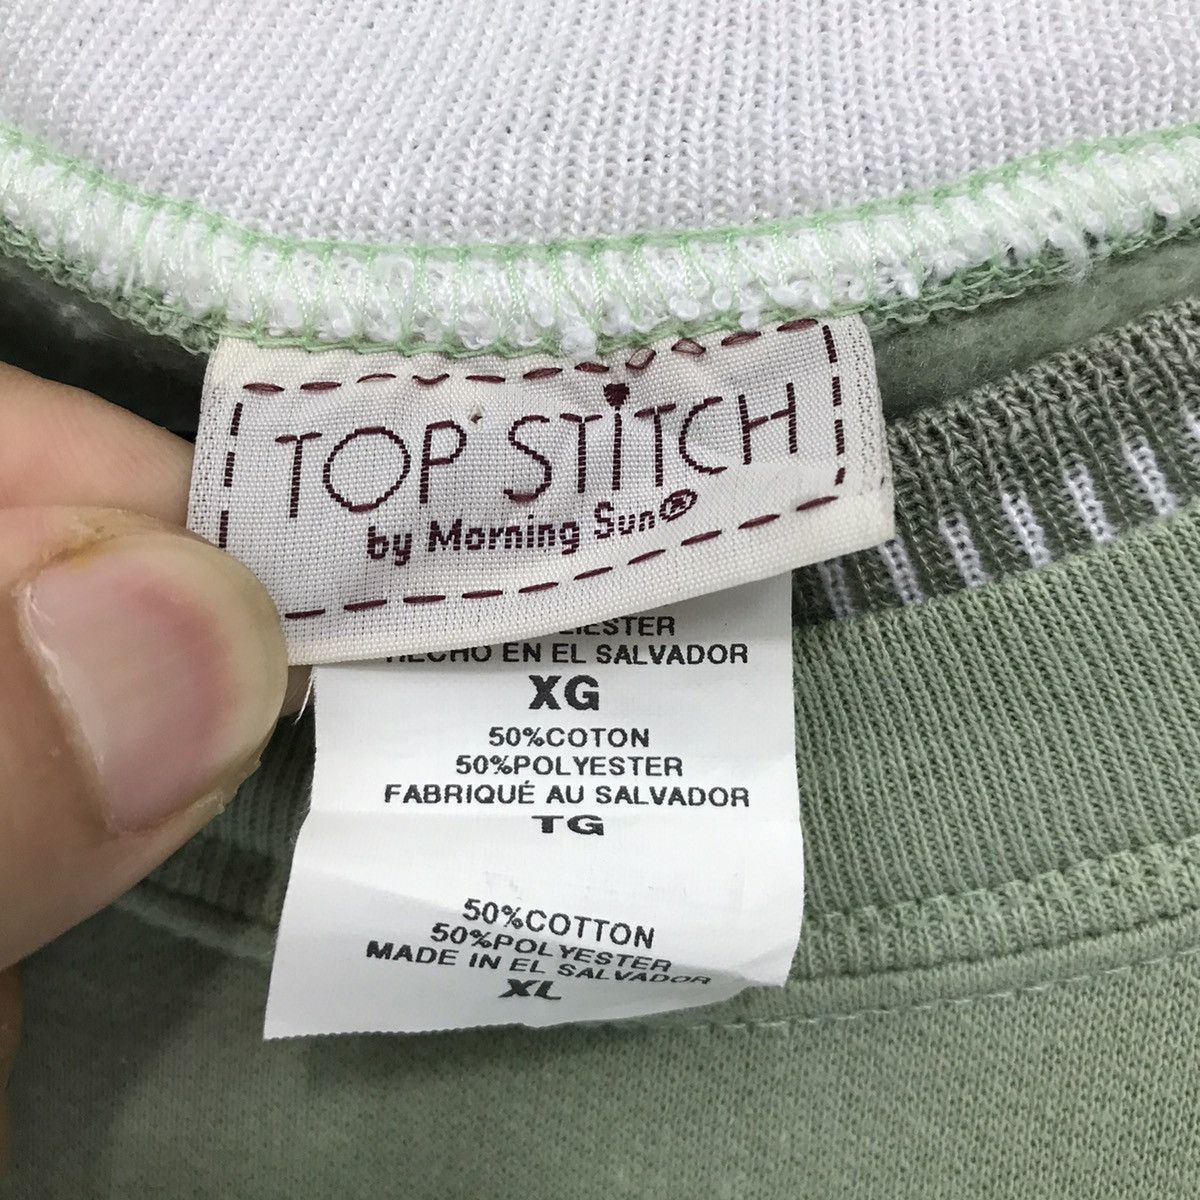 TOP STiTCH
by Morning Sun®
HECHO EN EL SALVADOR
XG
50%COTON
50%POLYESTER
FABRIQUÉ AU SALVADOR
TG
50%COTTON
50%POLYESTER
MADE IN EL SALVADOR
XL